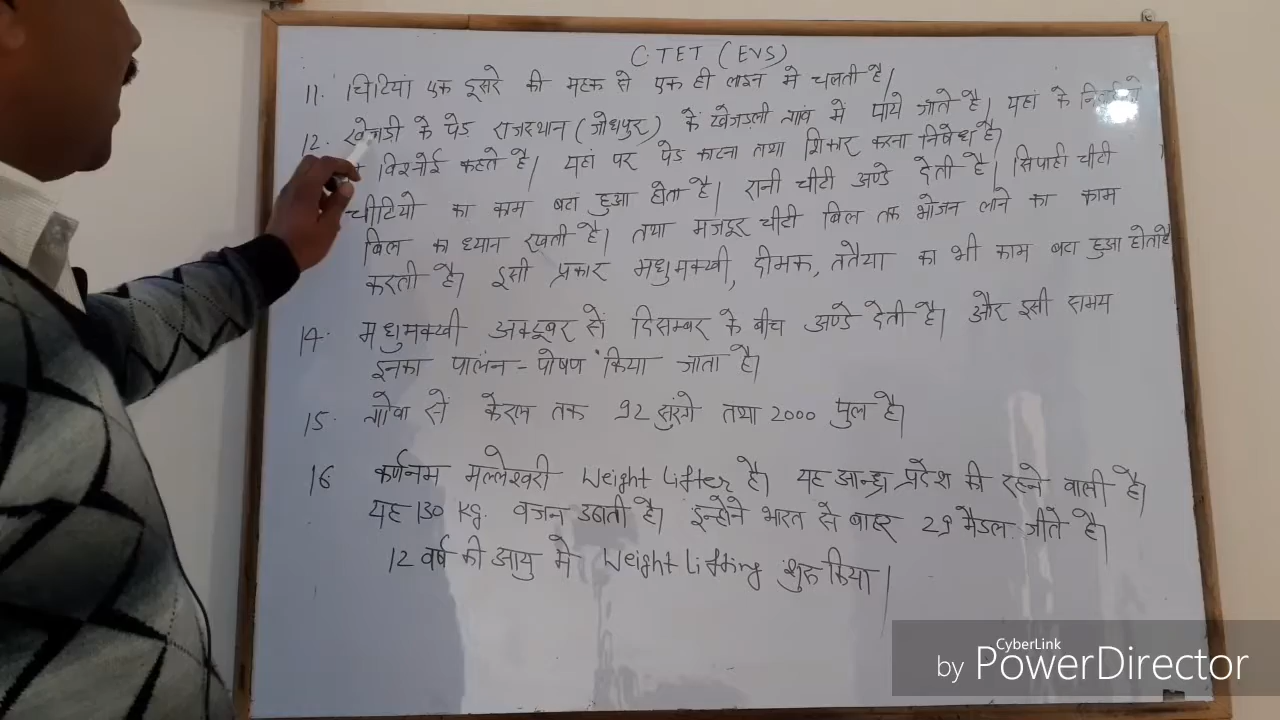 C.TET (EVS)
11. चिटियां एक दूसरे की महक से एक ही लाइन मे चलती है।
12. खेजडी के पेड राजस्थान (जोधपुर) के खेजडली गांव में पाये जाते है। यहां के
विश्नोई कहते है। यहां पर पेड काटना तथा शिकार करना निषेध है।
चीटियो का काम बटा हुआ होता है। रानी चीटी अण्डे देती है। सिपाही चीटी
बिल का ध्यान रखती है। तथा मजदूर चीटी बिल तक भोजन लाने का काम
करती है। इसी प्रकार मधुमक्खी, दीमक, ततैया का भी काम बटा हुआ होता है
14. मधुमक्खी अक्टूबर से दिसम्बर के बीच अण्डे देती है। और इसी समय
इनका पालन-पोषण किया जाता है।
15. गोवा से केरल तक 92 सुरंगे तथा 2000 पुल है।
16 कर्णनम मल्लेश्वरी Weight Lifter है। यह आन्ध्र प्रदेश की रहने वाली है।
यह 130 Kg. वजन उठाती है। इन्होने भारत से बाहर 29 मैडल जीते है।
12 वर्ष की आयु मे Weight Lifting शुरू किया।
CyberLink
by PowerDirector